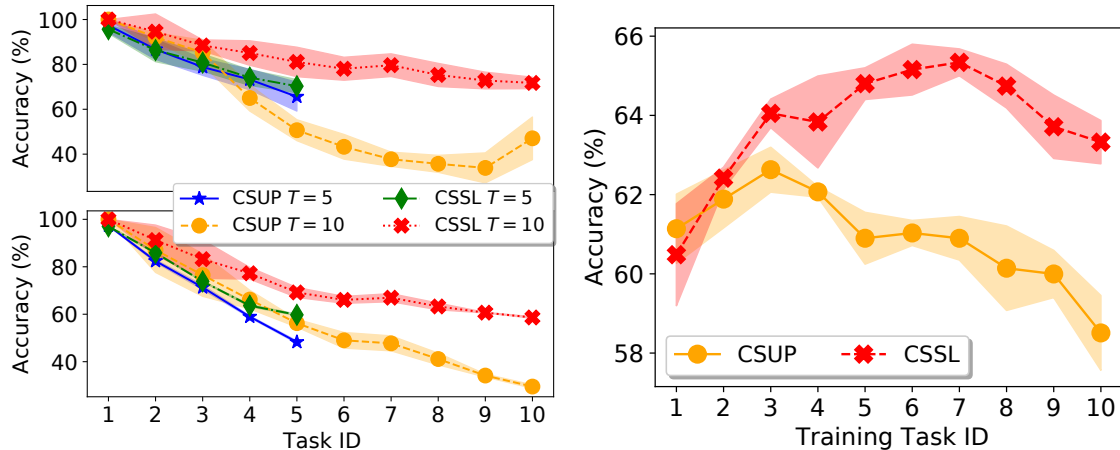 100
80
60
40
Accuracy (%)
CSUP T = 5
CSUP T = 10
CSSL T = 5
CSSL T = 10
100
80
60
40
Accuracy (%)
1 2 3 4 5 6 7 8 9 10
Task ID
66
64
62
60
58
Accuracy (%)
CSUP
CSSL
1 2 3 4 5 6 7 8 9 10
Training Task ID